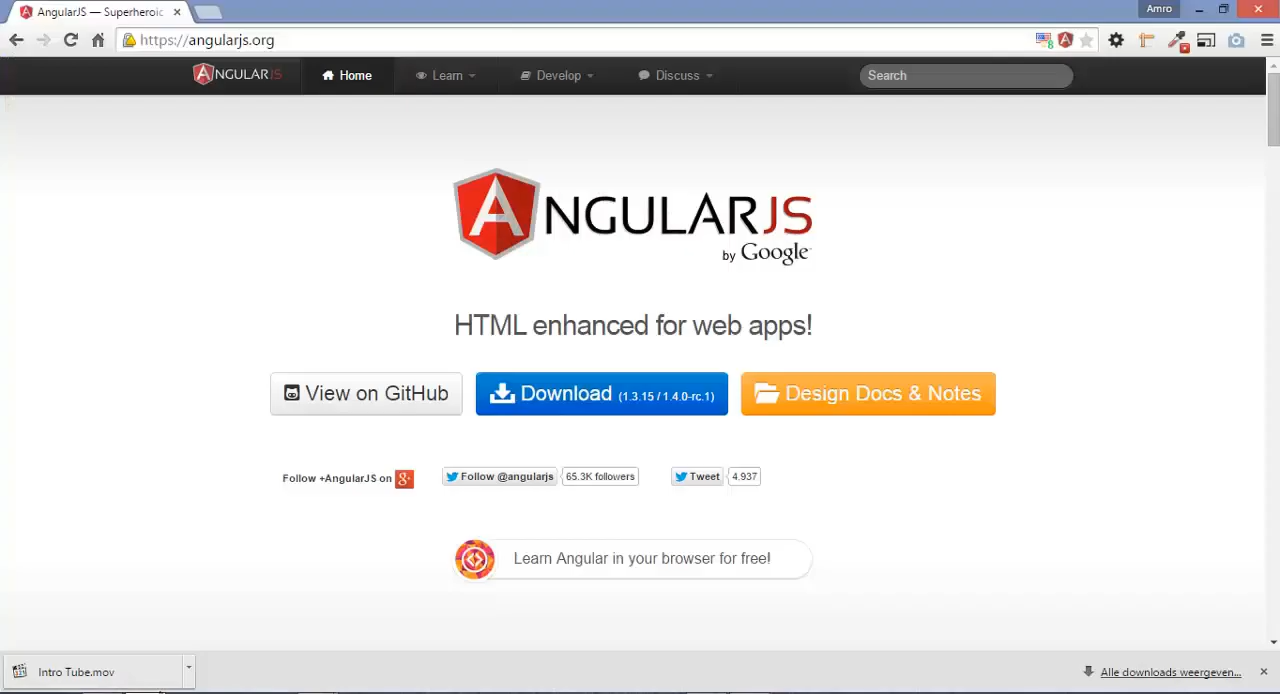 AngularJS — Superheroic
Amro
https://angularjs.org
8
ANGULARJS
Home
Learn
Develop
Discuss
Search
ANGULARJS
by Google
HTML enhanced for web apps!
View on GitHub
Download (1.3.15 / 1.4.0-rc.1)
Design Docs & Notes
Follow +AngularJS on g+
Follow @angularjs
65.3K followers
Tweet
4.937
Learn Angular in your browser for free!
Intro Tube.mov
Alle downloads weergeven...